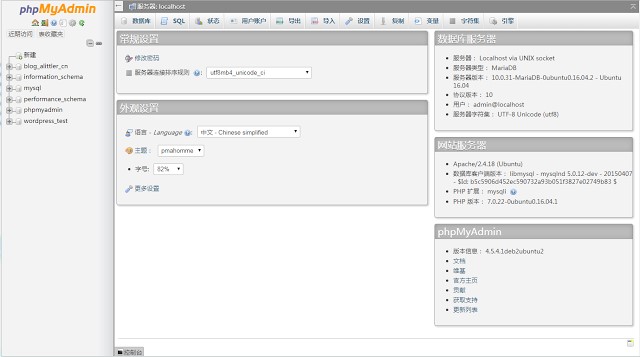 phpMyAdmin
近期访问 表收藏夹
新建
blog_alittler_cn
information_schema
mysql
performance_schema
phpmyadmin
wordpress_test
服务器: localhost
数据库 SQL 状态 用户账户 导出 导入 设置 复制 变量 字符集 引擎
常规设置
修改密码
服务器连接排序规则 : utf8mb4_unicode_ci
外观设置
语言 - Language : 中文 - Chinese simplified
主题 : pmahomme
字号: 82%
更多设置
数据库服务器
服务器 : Localhost via UNIX socket
服务器类型 : MariaDB
服务器版本 : 10.0.31-MariaDB-0ubuntu0.16.04.2 - Ubuntu
16.04
协议版本 : 10
用户 : admin@localhost
服务器字符集 : UTF-8 Unicode (utf8)
网站服务器
Apache/2.4.18 (Ubuntu)
数据库客户端版本 : libmysql - mysqlnd 5.0.12-dev - 20150407
- $Id: b5c5906d452ec590732a93b051f3827e02749b83 $
PHP 扩展 : mysqli
PHP 版本 : 7.0.22-0ubuntu0.16.04.1
phpMyAdmin
版本信息 : 4.5.4.1deb2ubuntu2
文档
维基
官方主页
贡献
获取支持
更新列表
控制台